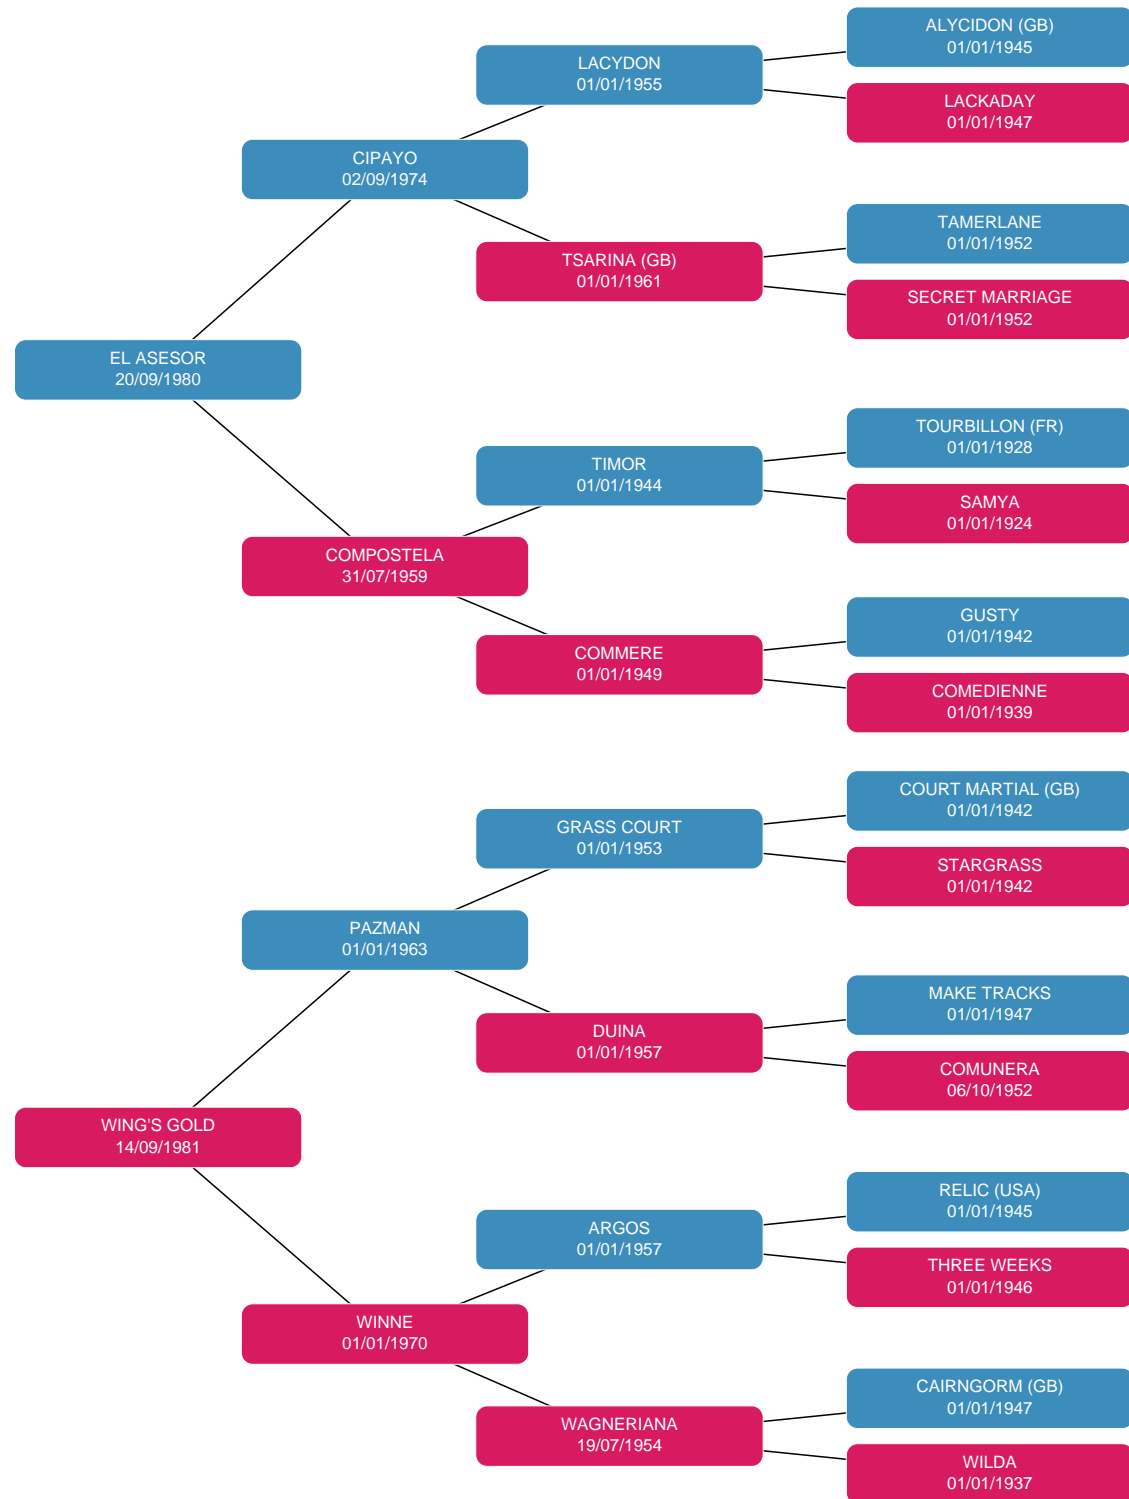 ALYCIDON (GB)
01/01/1945
LACYDON
01/01/1955
LACKADAY
01/01/1947
CIPAYO
02/09/1974
TAMERLANE
01/01/1952
TSARINA (GB)
01/01/1961
SECRET MARRIAGE
01/01/1952
EL ASESOR
20/09/1980
TOURBILLON (FR)
01/01/1928
TIMOR
01/01/1944
SAMYA
01/01/1924
COMPOSTELA
31/07/1959
GUSTY
01/01/1942
COMMERE
01/01/1949
COMEDIENNE
01/01/1939
COURT MARTIAL (GB)
01/01/1942
GRASS COURT
01/01/1953
STARGRASS
01/01/1942
PAZMAN
01/01/1963
MAKE TRACKS
01/01/1947
DUINA
01/01/1957
COMUNERA
06/10/1952
WING'S GOLD
14/09/1981
RELIC (USA)
01/01/1945
ARGOS
01/01/1957
THREE WEEKS
01/01/1946
WINNE
01/01/1970
CAIRNGORM (GB)
01/01/1947
WAGNERIANA
19/07/1954
WILDA
01/01/1937